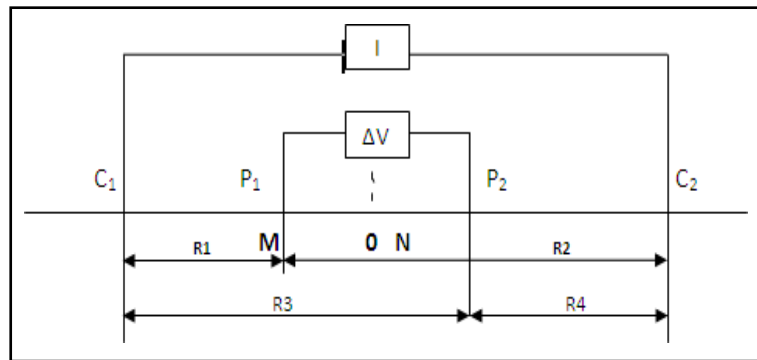 I
ΔV
C₁ P₁ P₂ C₂
R1 M 0 N R2
R3 R4